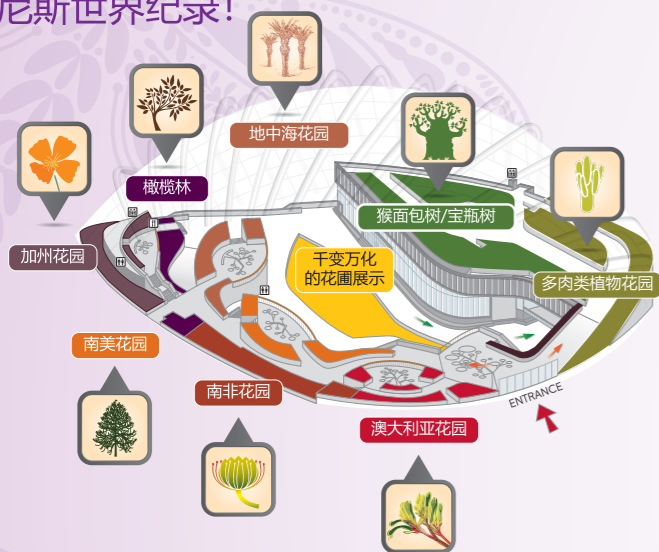 尼斯世界纪录!
地中海花园
橄榄林
猴面包树/宝瓶树
加州花园
千变万化
的花圃展示
多肉类植物花园
南美花园
南非花园
澳大利亚花园
ENTRANCE